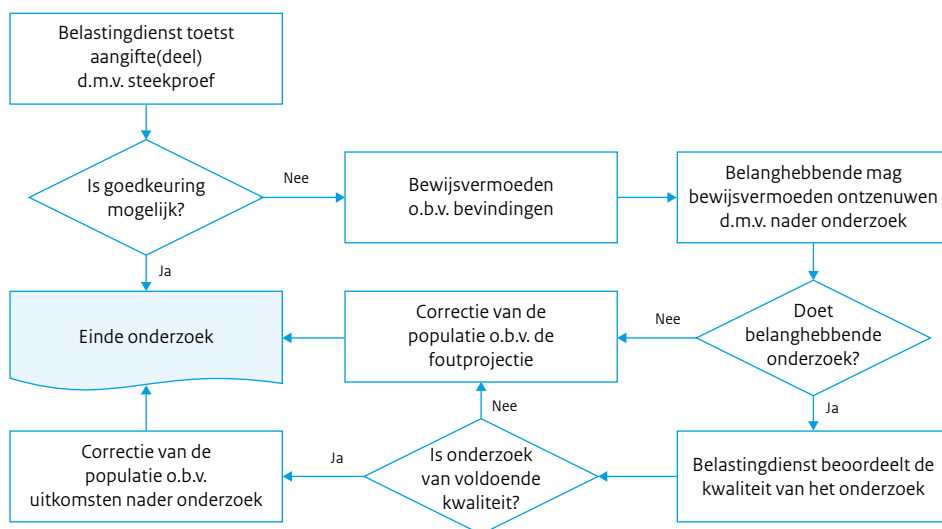 Belastingdienst toetst
aangifte(deel)
d.m.v. steekproef
Is goedkeuring
mogelijk?
Nee
Bewijsvermoeden
o.b.v. bevindingen
Belanghebbende mag
bewijsvermoeden ontzenuwen
d.m.v. nader onderzoek
Ja
Einde onderzoek
Correctie van de
populatie o.b.v. de
foutprojectie
Nee
Doet
belanghebbende
onderzoek?
Nee
Ja
Correctie van de
populatie o.b.v.
uitkomsten nader onderzoek
Ja
Is onderzoek
van voldoende
kwaliteit?
Belastingdienst beoordeelt de
kwaliteit van het onderzoek